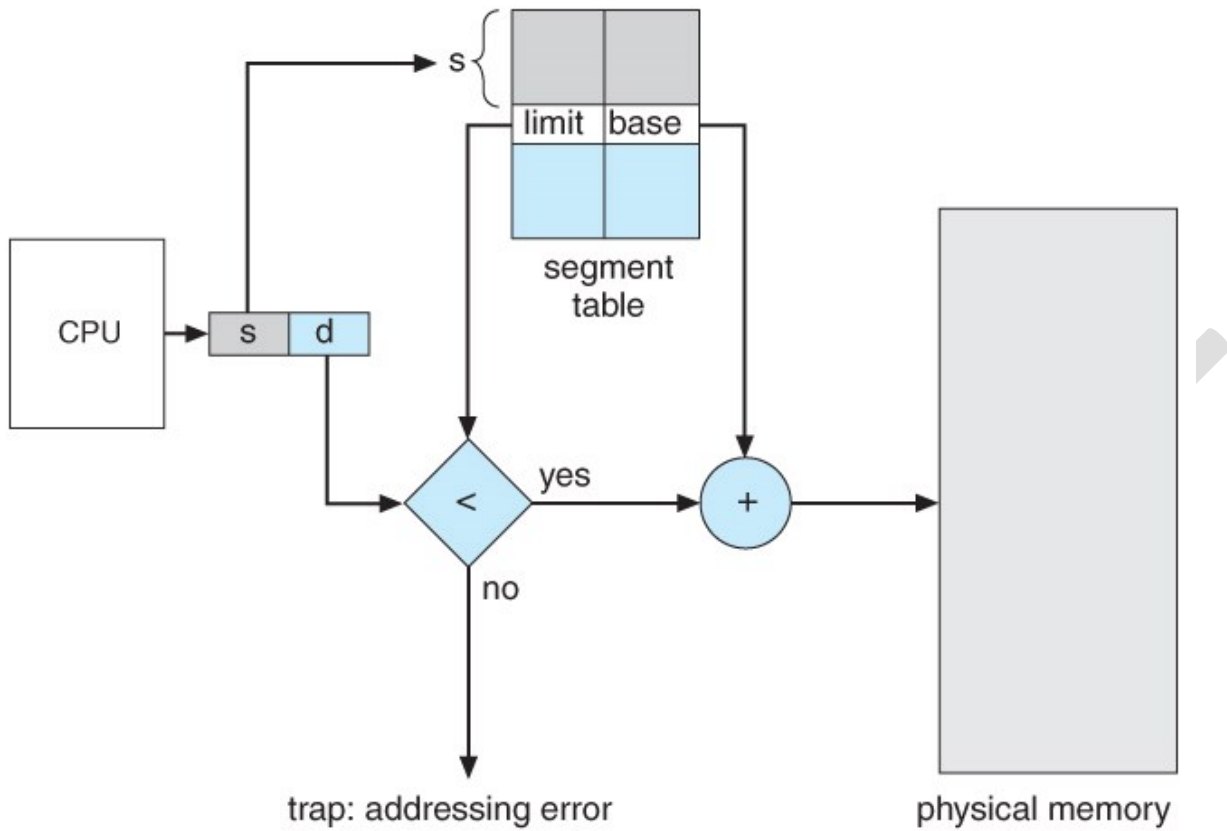 s
limit base
segment
table
CPU
s d
< yes +
no
trap: addressing error
physical memory